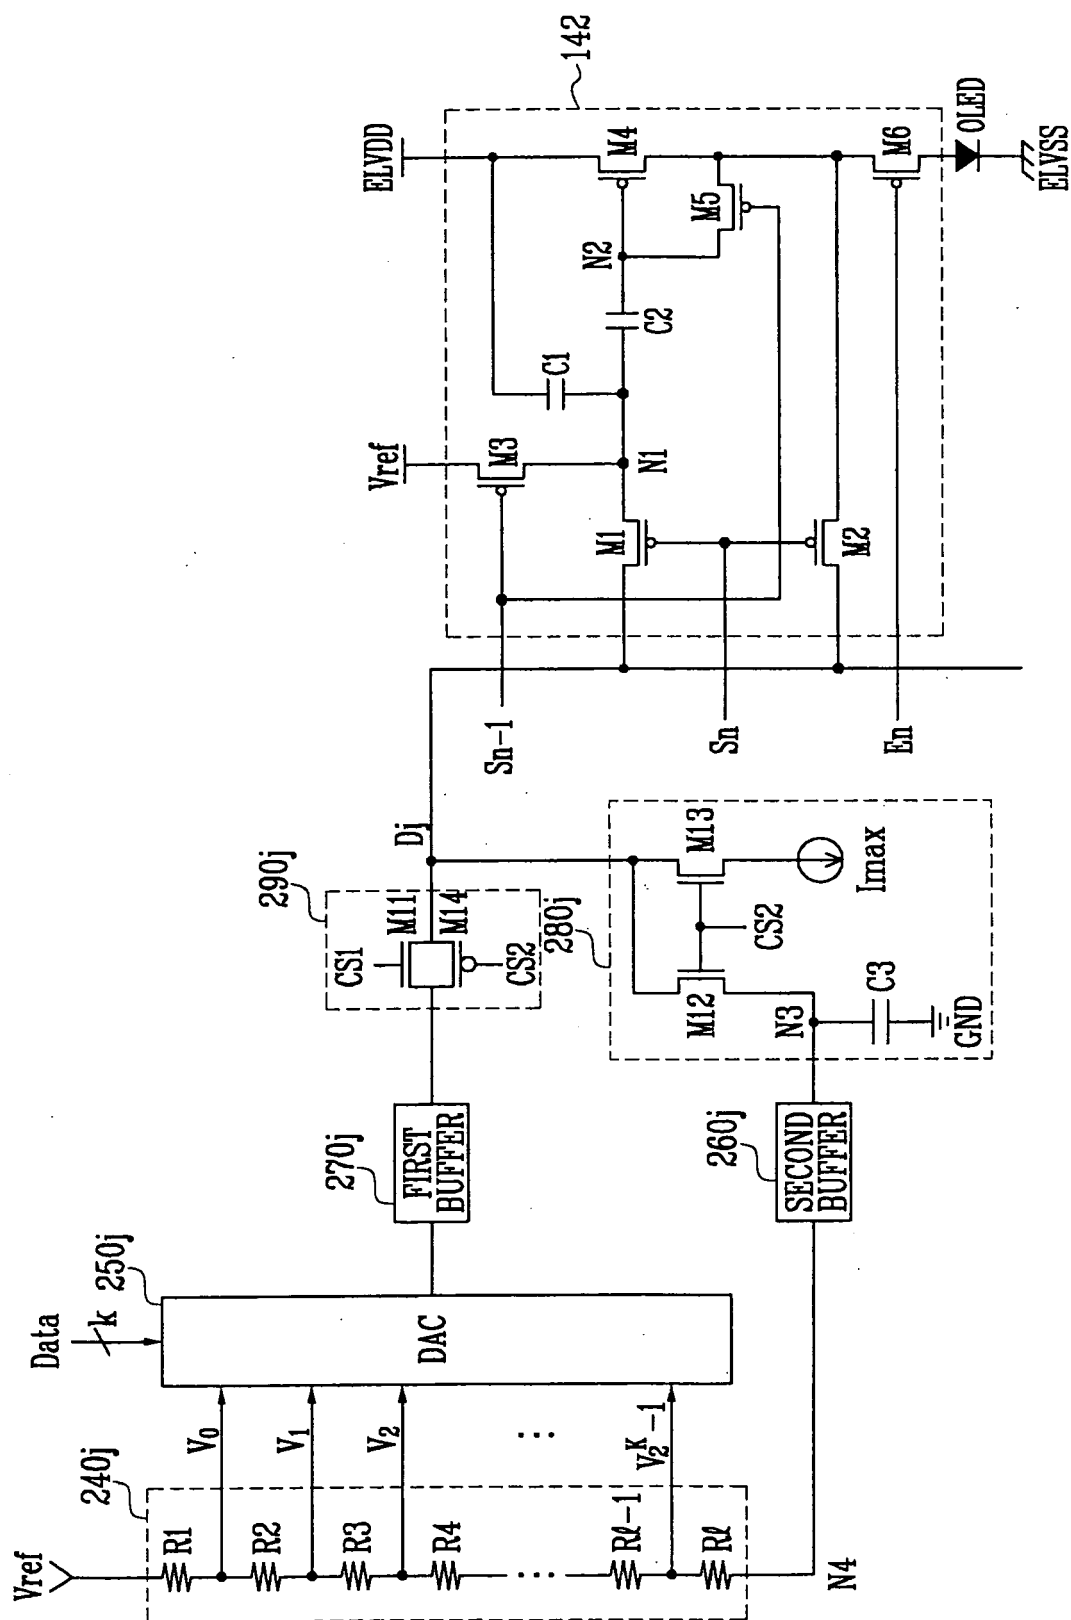 Vref
240j
R1
R2
R3
R4
...
Rℓ-1
Rℓ
N4
V0
V1
V2
...
V2^K-1
Data
k
250j
DAC
270j
FIRST
BUFFER
260j
SECOND
BUFFER
290j
CS1
M11
M14
CS2
Dj
280j
M12
M13
CS2
Imax
N3
C3
GND
Sn-1
Sn
En
142
ELVDD
Vref
M3
C1
N1
M1
C2
N2
M4
M5
M2
M6
OLED
ELVSS